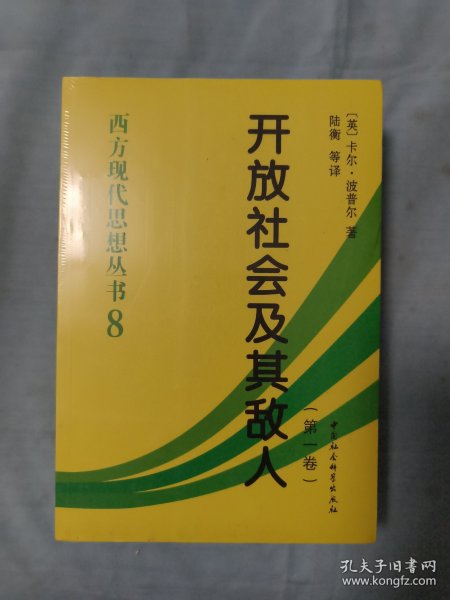 〔英〕卡尔·波普尔 著
陆衡 等译
开放社会及其敌人
(第一卷)
西方现代思想丛书8
中国社会科学出版社
孔夫子旧书网
www.kongfz.com